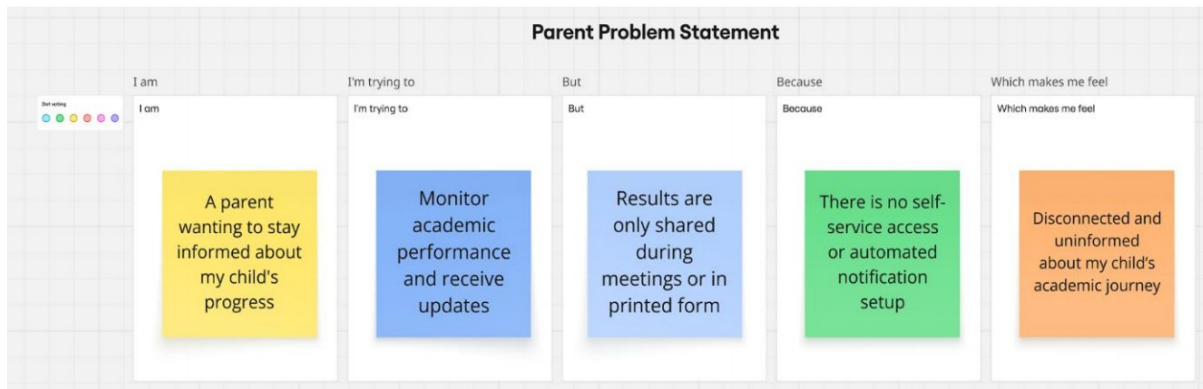 Parent Problem Statement
I am
I'm trying to
But
Because
Which makes me feel
Dot voting
I am
I'm trying to
But
Because
Which makes me feel
A parent
wanting to stay
informed about
my child's
progress
Monitor
academic
performance
and receive
updates
Results are
only shared
during
meetings or in
printed form
There is no self-
service access
or automated
notification
setup
Disconnected and
uninformed
about my child’s
academic journey